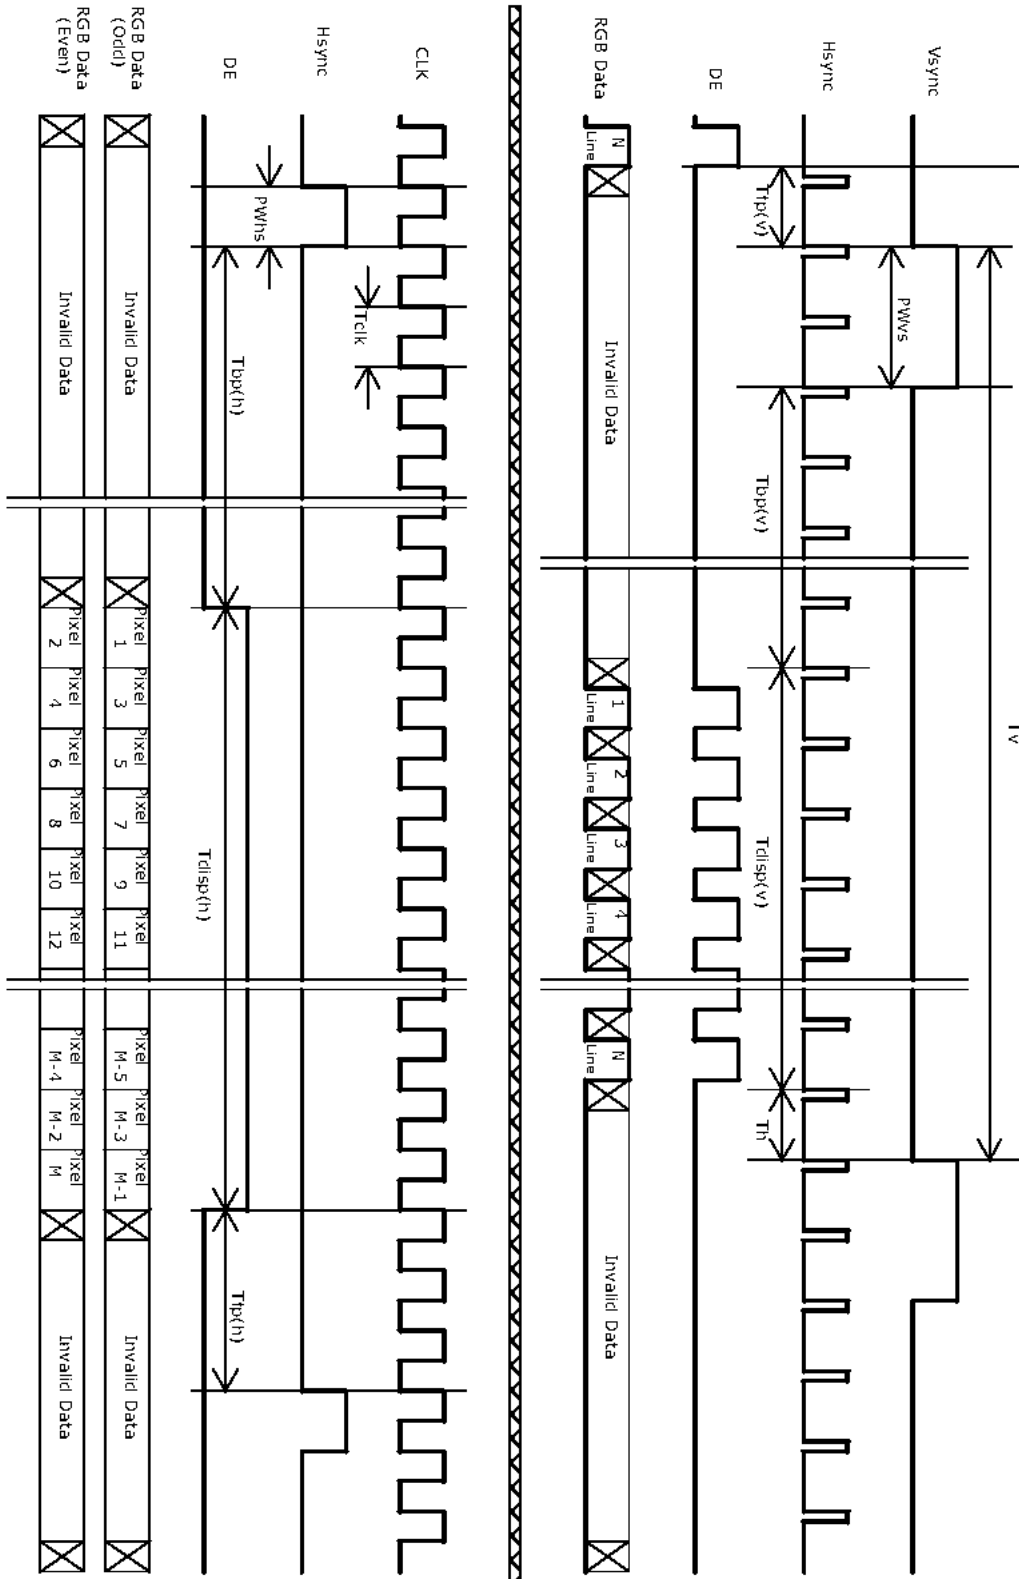 Tv
Vsync
PWvs
Hsync
Tfp(v)
Tbp(v)
Tdisp(v)
Th
DE
RGB Data
Line N
Invalid Data
Line 1
Line 2
Line 3
Line 4
Line N
Invalid Data
CLK
Tclk
Hsync
PWhs
Tbp(h)
Tfp(h)
DE
Tdisp(h)
RGB Data
(Odd)
Invalid Data
Pixel 1
Pixel 3
Pixel 5
Pixel 7
Pixel 9
Pixel 11
Pixel M-5
Pixel M-3
Pixel M-1
Invalid Data
RGB Data
(Even)
Invalid Data
Pixel 2
Pixel 4
Pixel 6
Pixel 8
Pixel 10
Pixel 12
Pixel M-4
Pixel M-2
Pixel M
Invalid Data